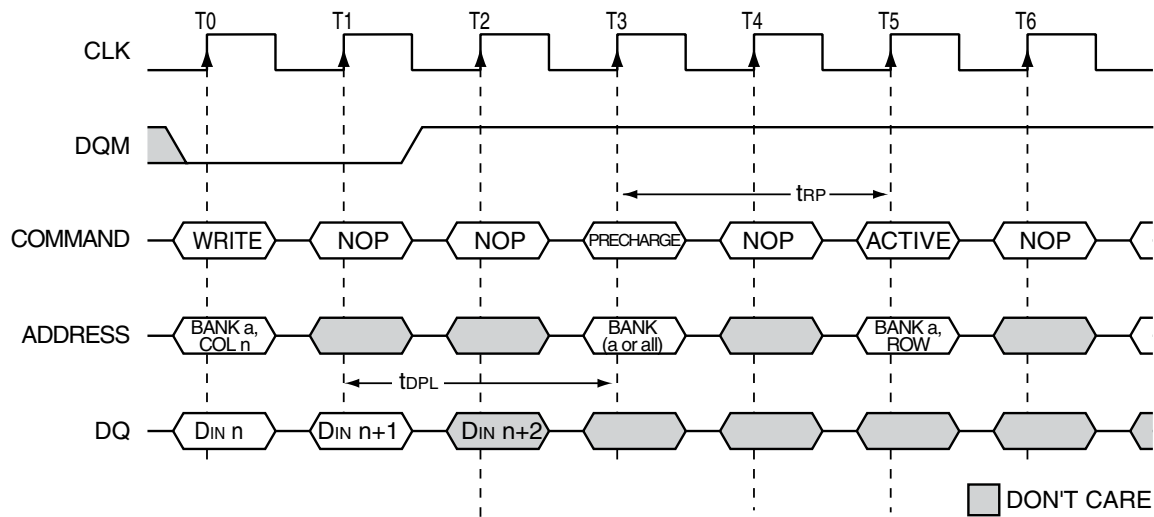 T0 T1 T2 T3 T4 T5 T6
CLK
DQM
tRP
COMMAND WRITE NOP NOP PRECHARGE NOP ACTIVE NOP
ADDRESS BANK a, COL n BANK (a or all) BANK a, ROW
tDPL
DQ DIN n DIN n+1 DIN n+2
DON'T CARE